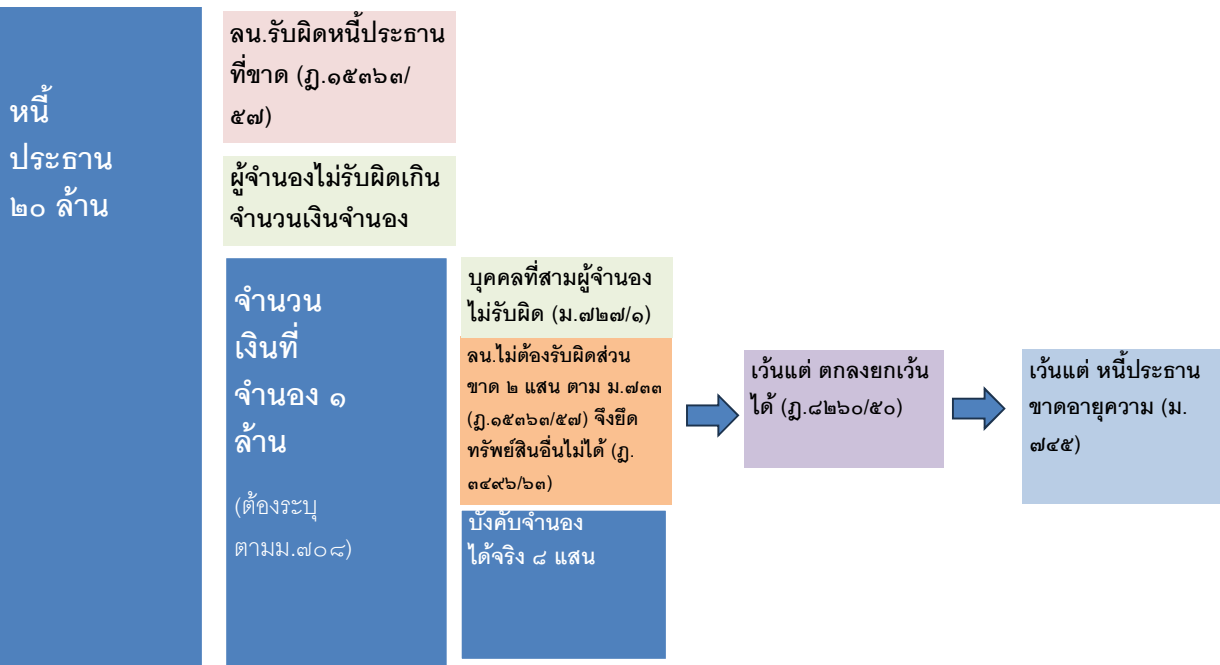 หนี้
ประธาน
๒๐ ล้าน
ลน.รับผิดหนี้ประธาน
ที่ขาด (ฎ.๑๕๓๖๓/
๕๗)
ผู้จำนองไม่รับผิดเกิน
จำนวนเงินจำนอง
จำนวน
เงินที่
จำนอง ๑
ล้าน
(ต้องระบุ
ตามม.๗๐๘)
บุคคลที่สามผู้จำนอง
ไม่รับผิด (ม.๗๒๗/๑)
ลน.ไม่ต้องรับผิดส่วน
ขาด ๒ แสน ตาม ม.๗๓๓
(ฎ.๑๕๓๖๓/๕๗) จึงยึด
ทรัพย์สินอื่นไม่ได้ (ฎ.
๓๔๙๖/๖๓)
บังคับจำนอง
ได้จริง ๘ แสน
เว้นแต่ ตกลงยกเว้น
ได้ (ฎ.๘๒๖๐/๕๐)
เว้นแต่ หนี้ประธาน
ขาดอายุความ (ม.
๗๔๕)